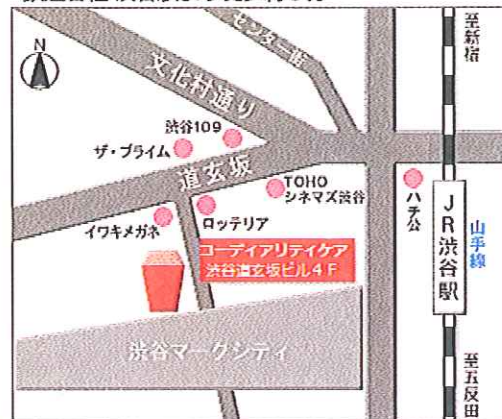 至新宿
センター街
N
文化村通り
渋谷109
ザ・プライム
道玄坂
TOHO
シネマズ渋谷
ハチ公
JR渋谷駅
山手線
イワキメガネ
ロッテリア
コーディアリティケア
渋谷道玄坂ビル4F
渋谷マークシティ
至五反田